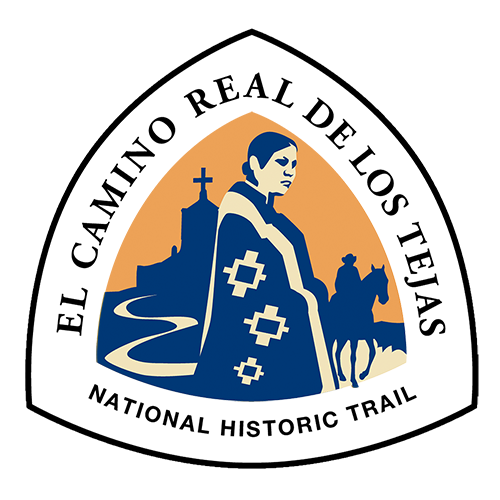 EL CAMINO REAL DE LOS TEJAS
NATIONAL HISTORIC TRAIL